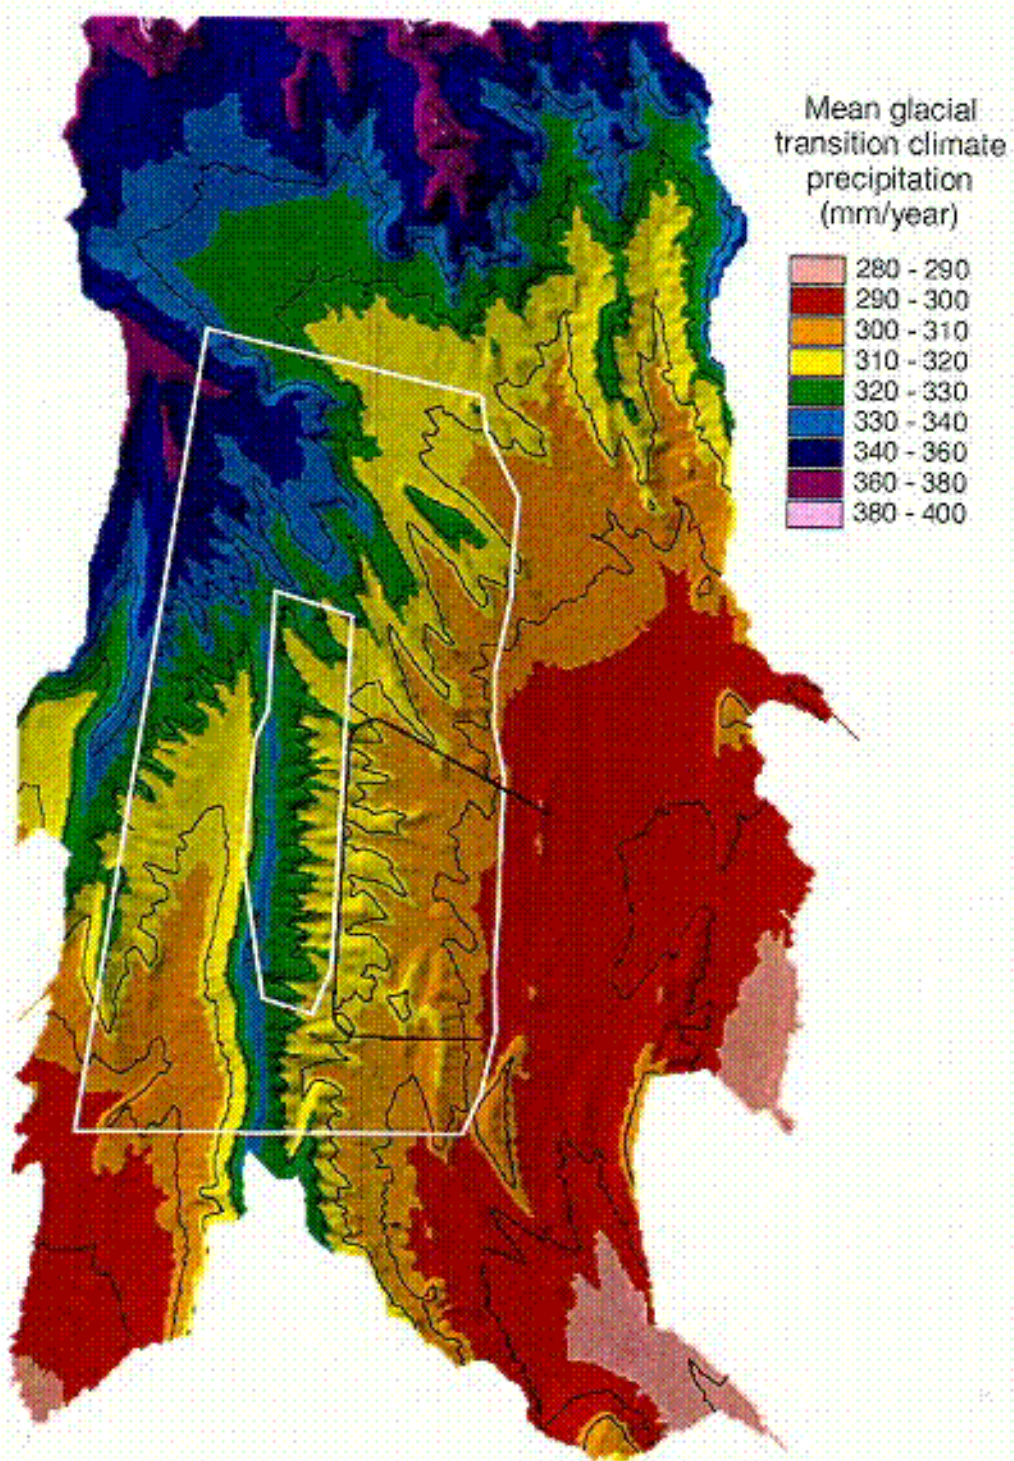 Mean glacial
transition climate
precipitation
(mm/year)
280 - 290
290 - 300
300 - 310
310 - 320
320 - 330
330 - 340
340 - 360
360 - 380
380 - 400